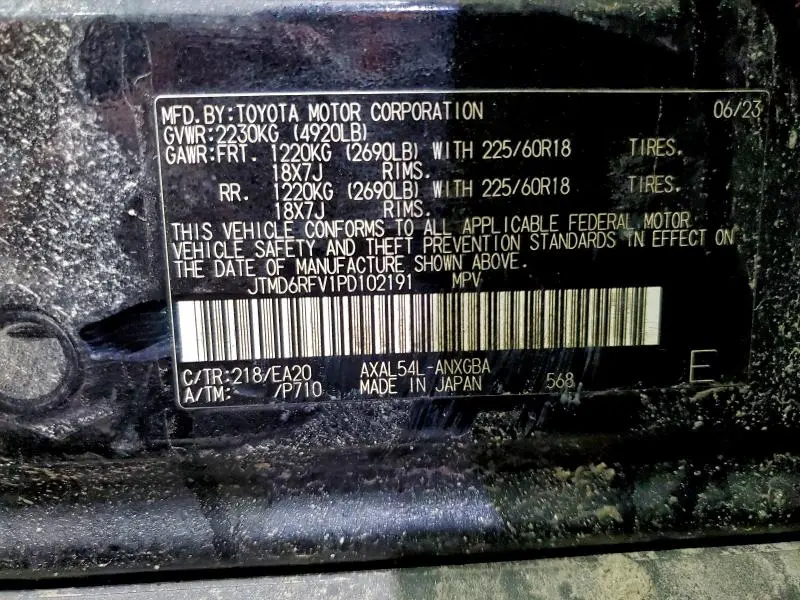 MFD.BY:TOYOTA MOTOR CORPORATION 06/23
GVWR:2230KG (4920LB)
GAWR:FRT. 1220KG (2690LB) WITH 225/60R18 TIRES.
18X7J RIMS.
RR. 1220KG (2690LB) WITH 225/60R18 TIRES.
18X7J RIMS.
THIS VEHICLE CONFORMS TO ALL APPLICABLE FEDERAL MOTOR
VEHICLE SAFETY AND THEFT PREVENTION STANDARDS IN EFFECT ON
THE DATE OF MANUFACTURE SHOWN ABOVE.
JTMD6RFV1PD102191 MPV
C/TR:218/EA20 AXAL54L-ANXGBA
A/TM: /P710 MADE IN JAPAN 568 E